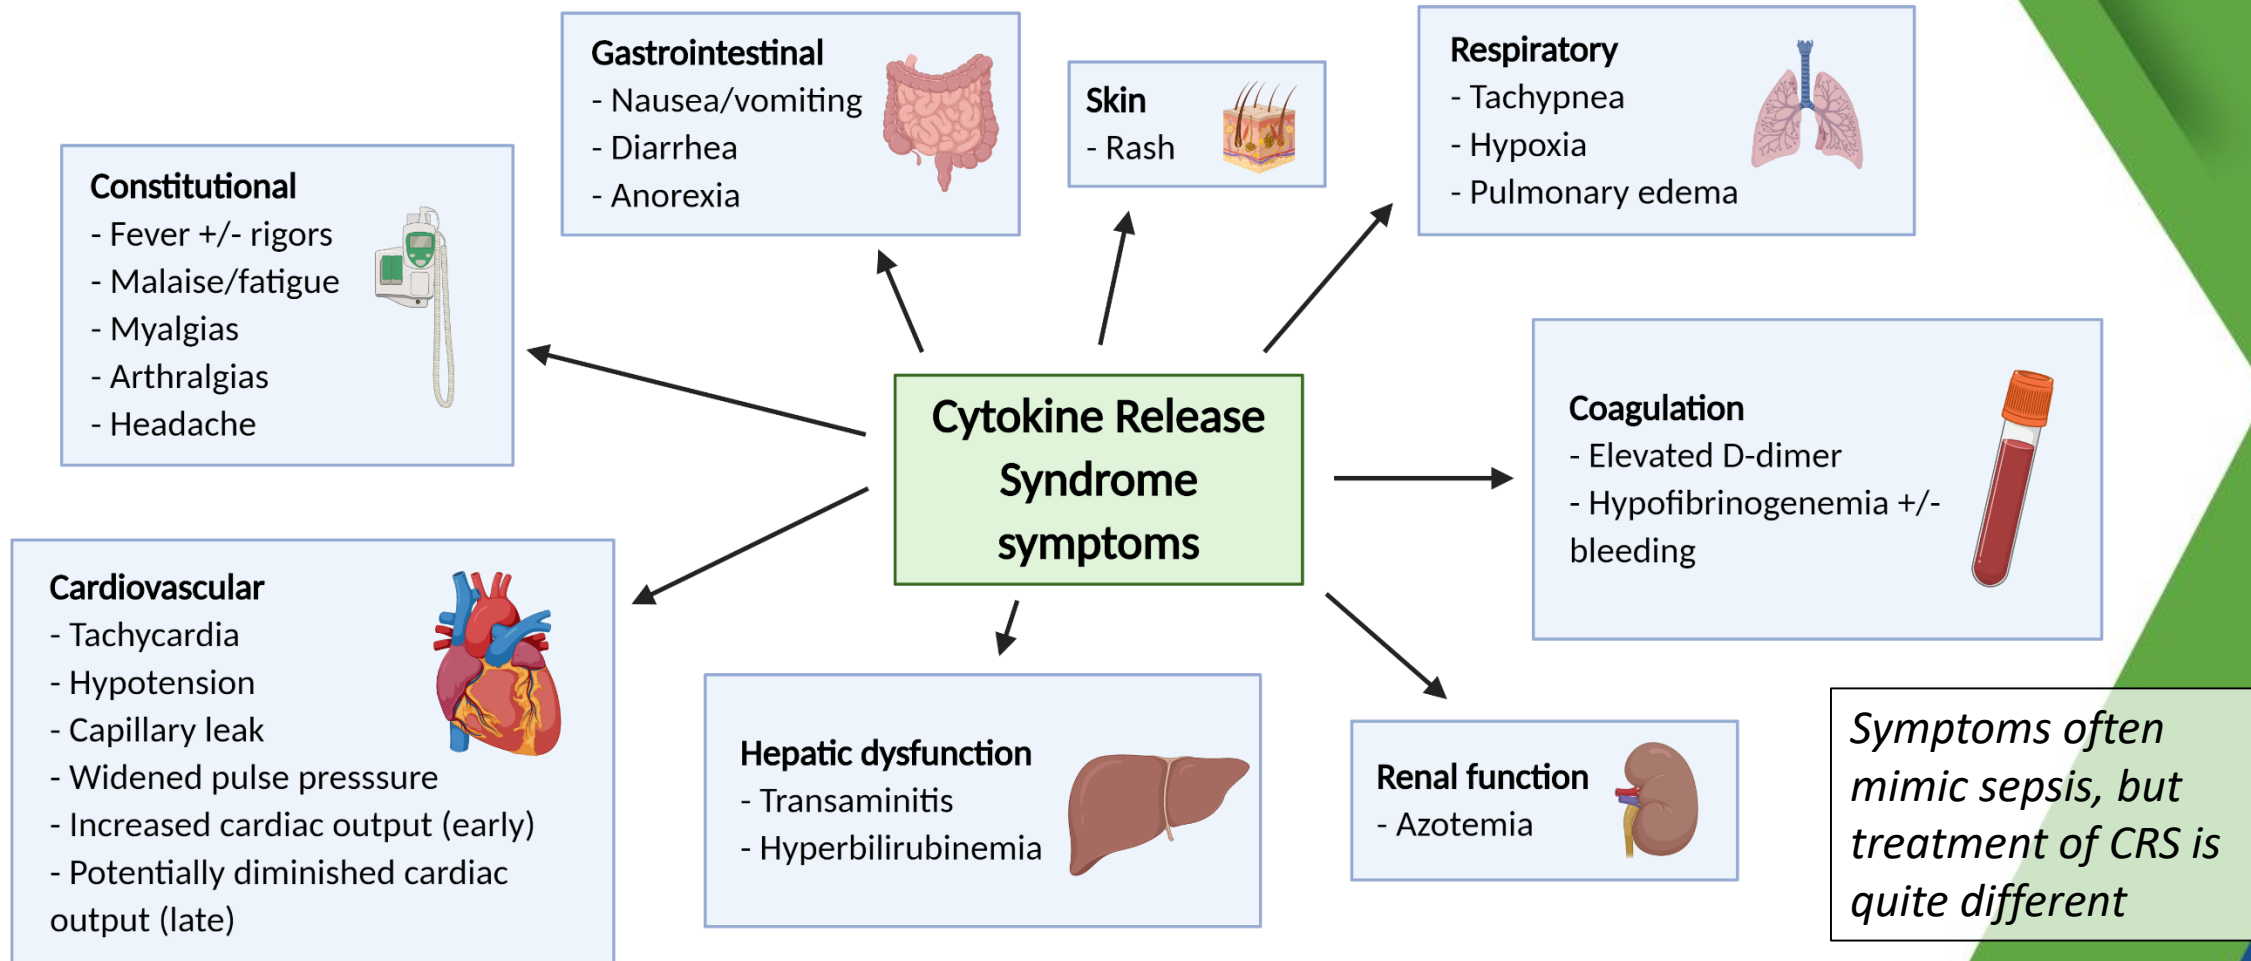 Gastrointestinal
- Nausea/vomiting
- Diarrhea
- Anorexia
Skin
- Rash
Respiratory
- Tachypnea
- Hypoxia
- Pulmonary edema
Constitutional
- Fever +/- rigors
- Malaise/fatigue
- Myalgias
- Arthralgias
- Headache
Cytokine Release
Syndrome
symptoms
Coagulation
- Elevated D-dimer
- Hypofibrinogenemia +/-
bleeding
Cardiovascular
- Tachycardia
- Hypotension
- Capillary leak
- Widened pulse presssure
- Increased cardiac output (early)
- Potentially diminished cardiac
output (late)
Hepatic dysfunction
- Transaminitis
- Hyperbilirubinemia
Renal function
- Azotemia
Symptoms often
mimic sepsis, but
treatment of CRS is
quite different